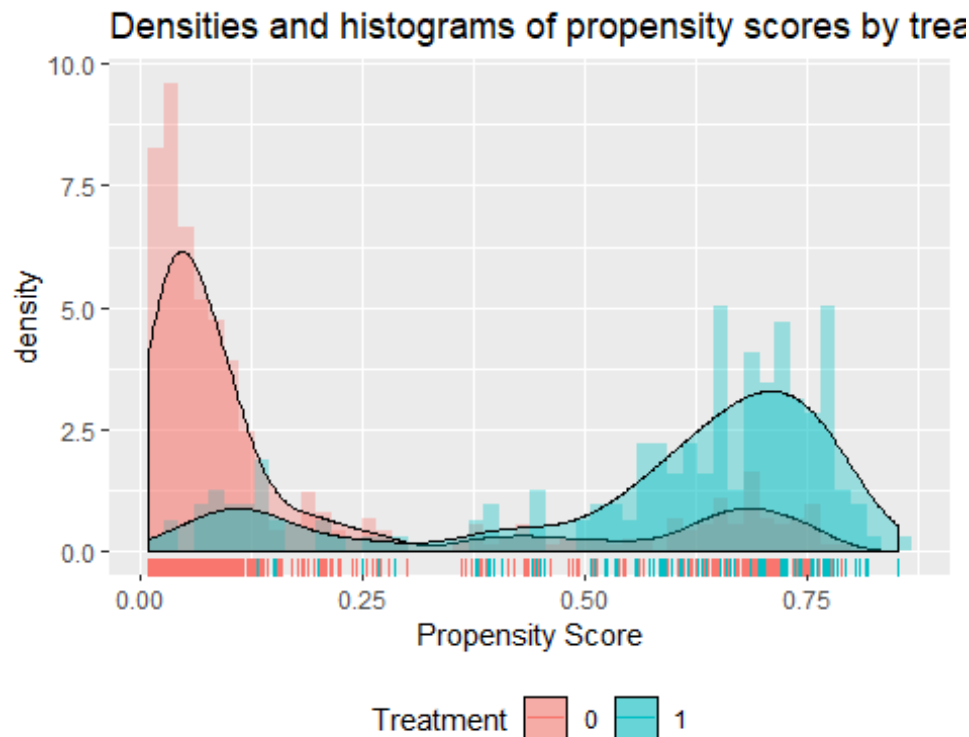 Densities and histograms of propensity scores by trea
10.0
7.5
5.0
2.5
0.0
density
0.00 0.25 0.50 0.75
Propensity Score
Treatment 0 1